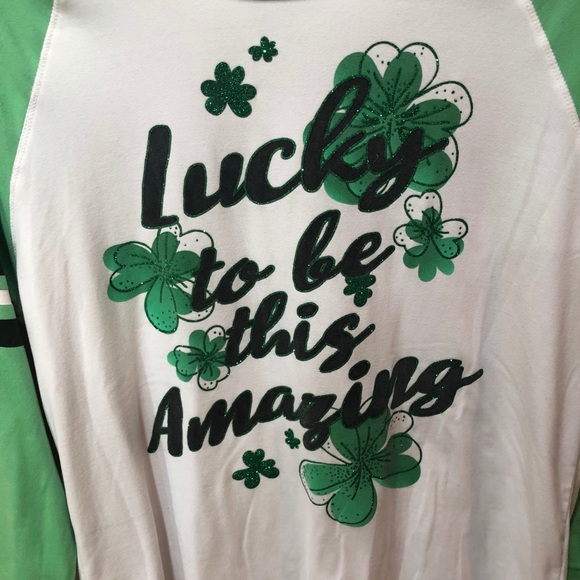 Lucky
to be
this
Amazing